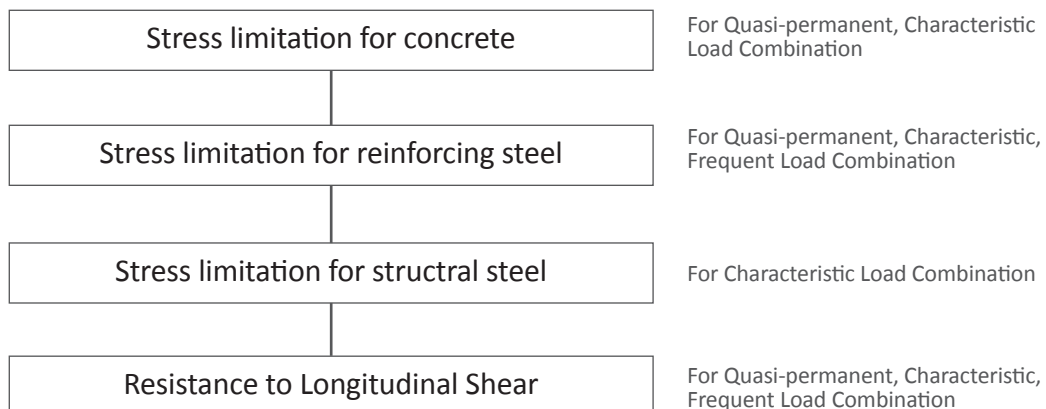 Stress limitation for concrete
For Quasi-permanent, Characteristic
Load Combination
Stress limitation for reinforcing steel
For Quasi-permanent, Characteristic,
Frequent Load Combination
Stress limitation for structral steel
For Characteristic Load Combination
Resistance to Longitudinal Shear
For Quasi-permanent, Characteristic,
Frequent Load Combination